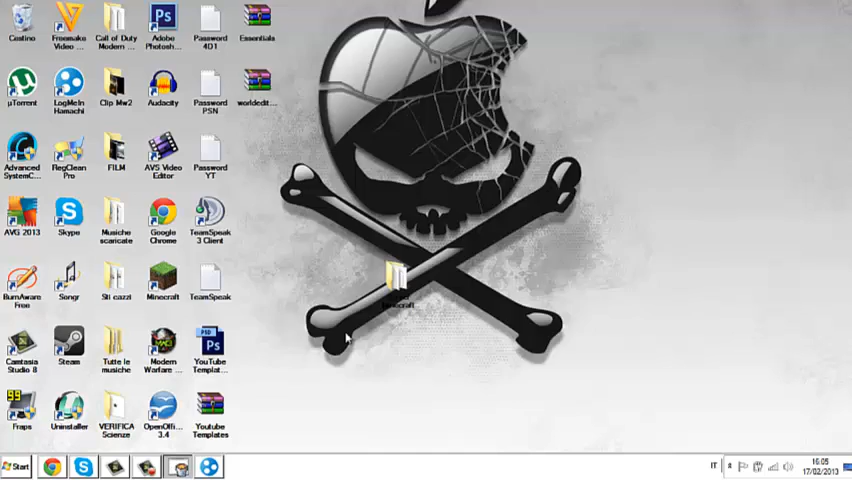 Cestino
Freemake
Video ...
Call of Duty
Modern ...
Adobe
Photosh...
Password
4D1
Essentials
µTorrent
LogMeIn
Hamachi
Clip Mw2
Audacity
Password
PSN
worldedit...
Advanced
SystemC...
RegClean
Pro
FILM
AVS Video
Editor
Password
YT
AVG 2013
Skype
Musiche
scaricate
Google
Chrome
TeamSpeak
3 Client
BurnAware
Free
Songr
Sti cazzi
Minecraft
TeamSpeak
Minecraft
Camtasia
Studio 8
Steam
Tutte le
musiche
Modern
Warfare ...
PSD
YouTube
Templat...
99
Fraps
Uninstaller
VERIFICA
Scienze
OpenOffi...
3.4
Youtube
Templates
Start
IT
16:05
17/02/2013